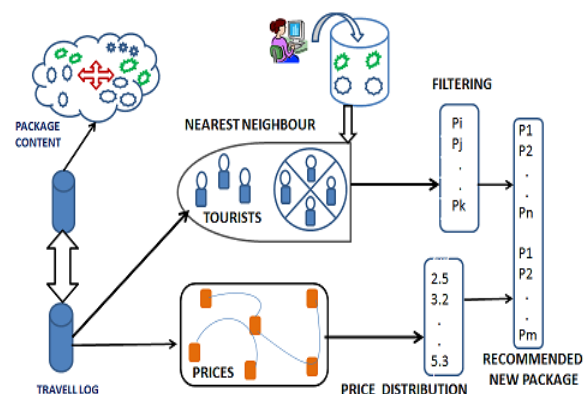 PACKAGE
CONTENT
TRAVELL LOG
NEAREST NEIGHBOUR
TOURISTS
PRICES
FILTERING
Pi
Pj
.
.
Pk
2.5
3.2
.
.
5.3
PRICE DISTRIBUTION
P1
P2
.
.
Pn
P1
P2
.
.
Pm
RECOMMENDED
NEW PACKAGE